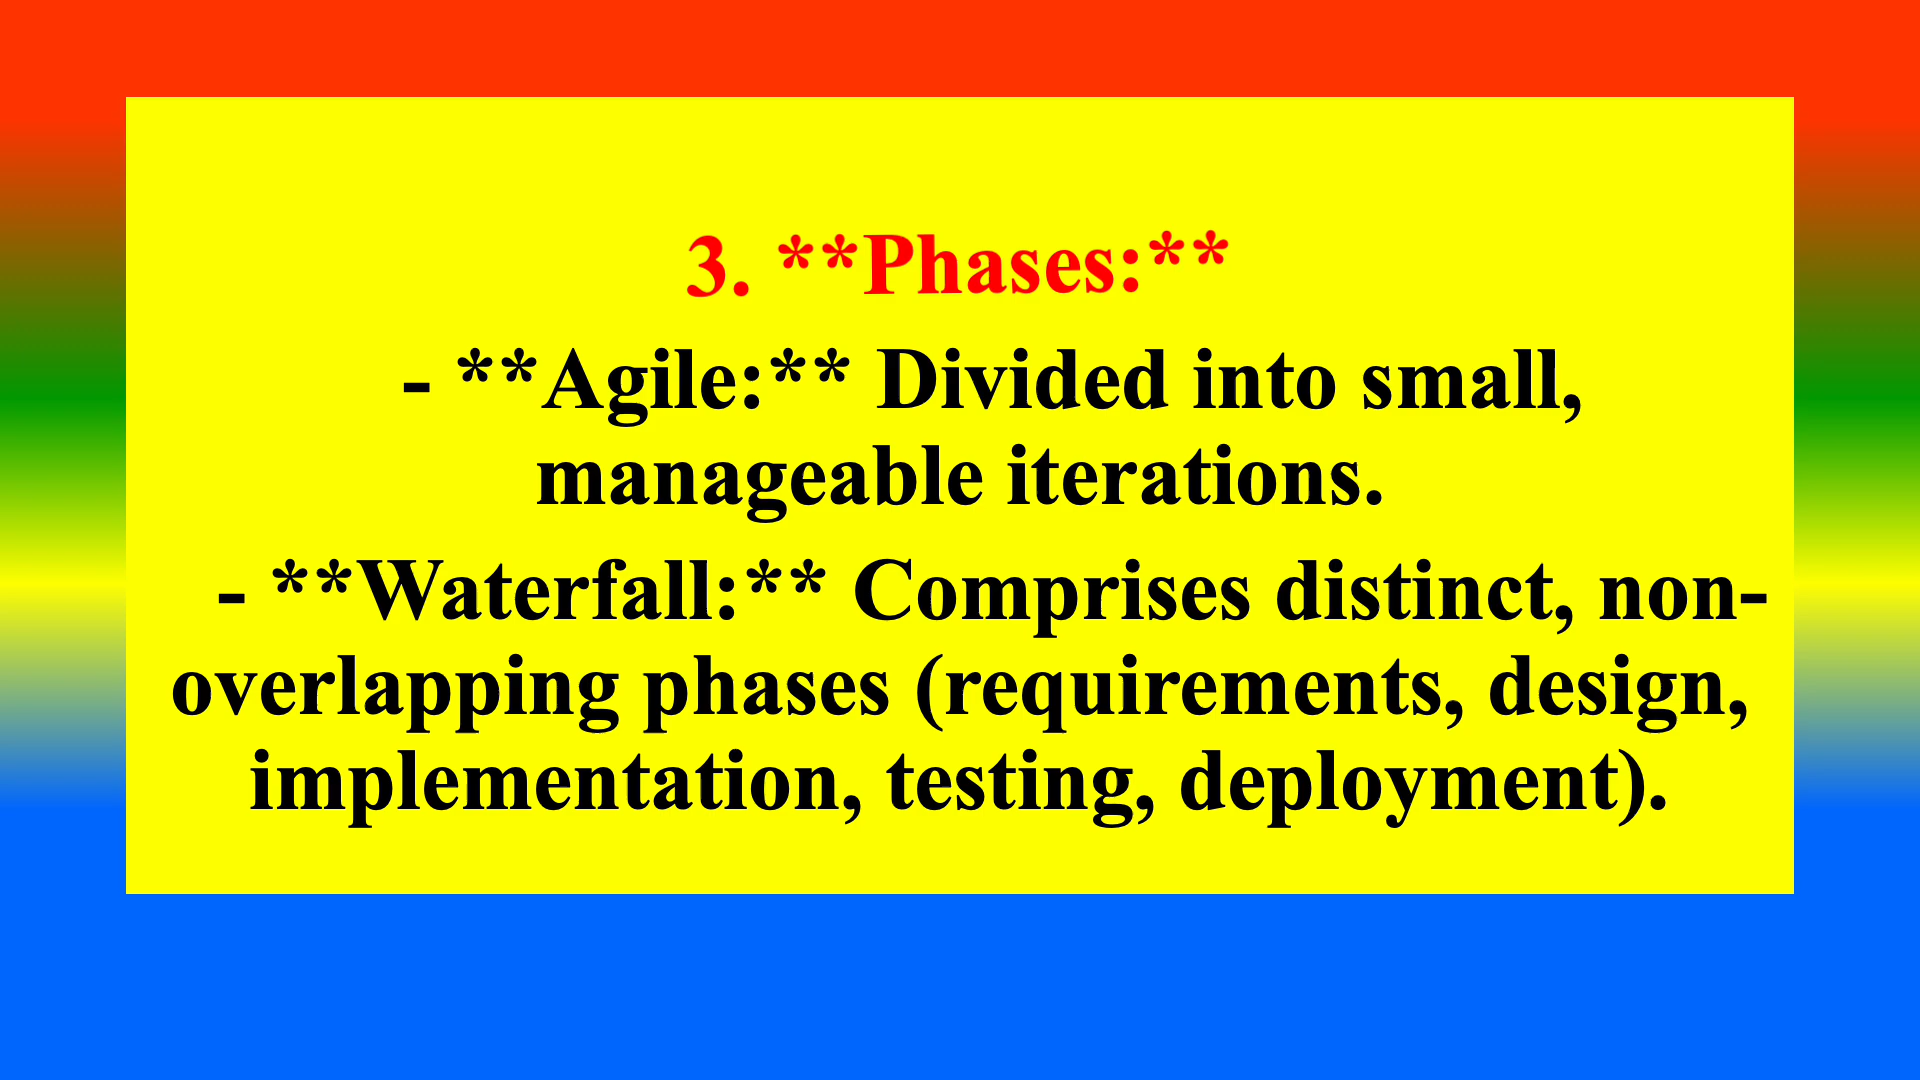 3. **Phases:**
- **Agile:** Divided into small,
manageable iterations.
- **Waterfall:** Comprises distinct, non-
overlapping phases (requirements, design,
implementation, testing, deployment).